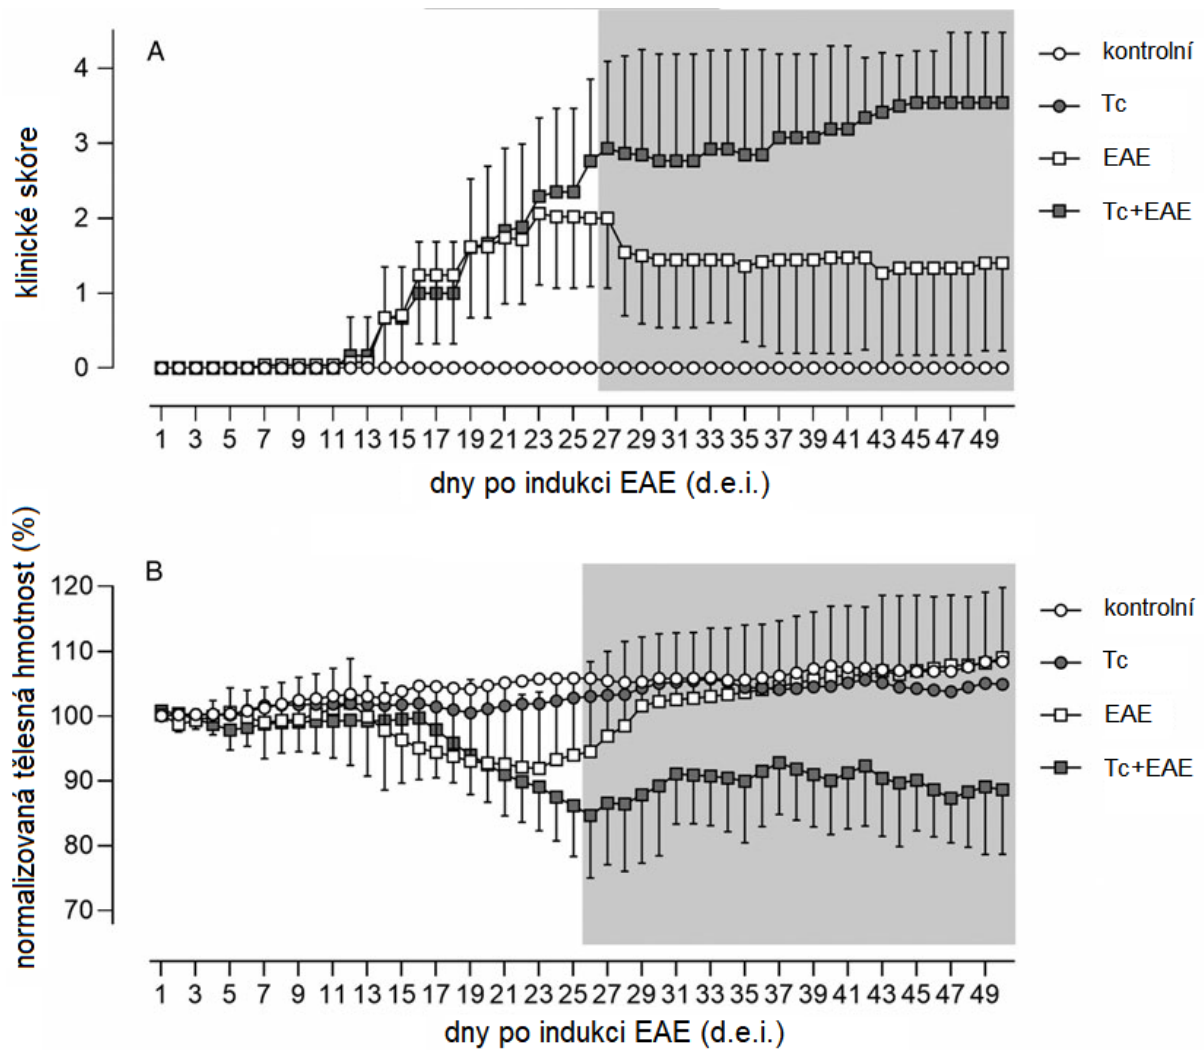 A
klinické skóre
4
3
2
1
0
1 3 5 7 9 11 13 15 17 19 21 23 25 27 29 31 33 35 37 39 41 43 45 47 49
dny po indukci EAE (d.e.i.)
kontrolní
Tc
EAE
Tc+EAE
B
normalizovaná tělesná hmotnost (%)
120
110
100
90
80
70
1 3 5 7 9 11 13 15 17 19 21 23 25 27 29 31 33 35 37 39 41 43 45 47 49
dny po indukci EAE (d.e.i.)
kontrolní
Tc
EAE
Tc+EAE